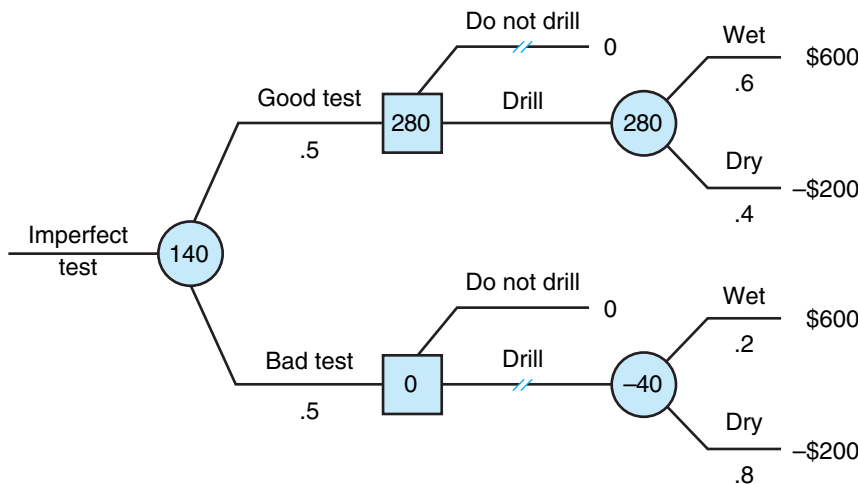 Do not drill
0
Wet
$600
.6
Good test
.5
280
Drill
280
Dry
–$200
.4
Imperfect
test
140
Do not drill
0
Wet
$600
.2
Bad test
.5
0
Drill
–40
Dry
–$200
.8